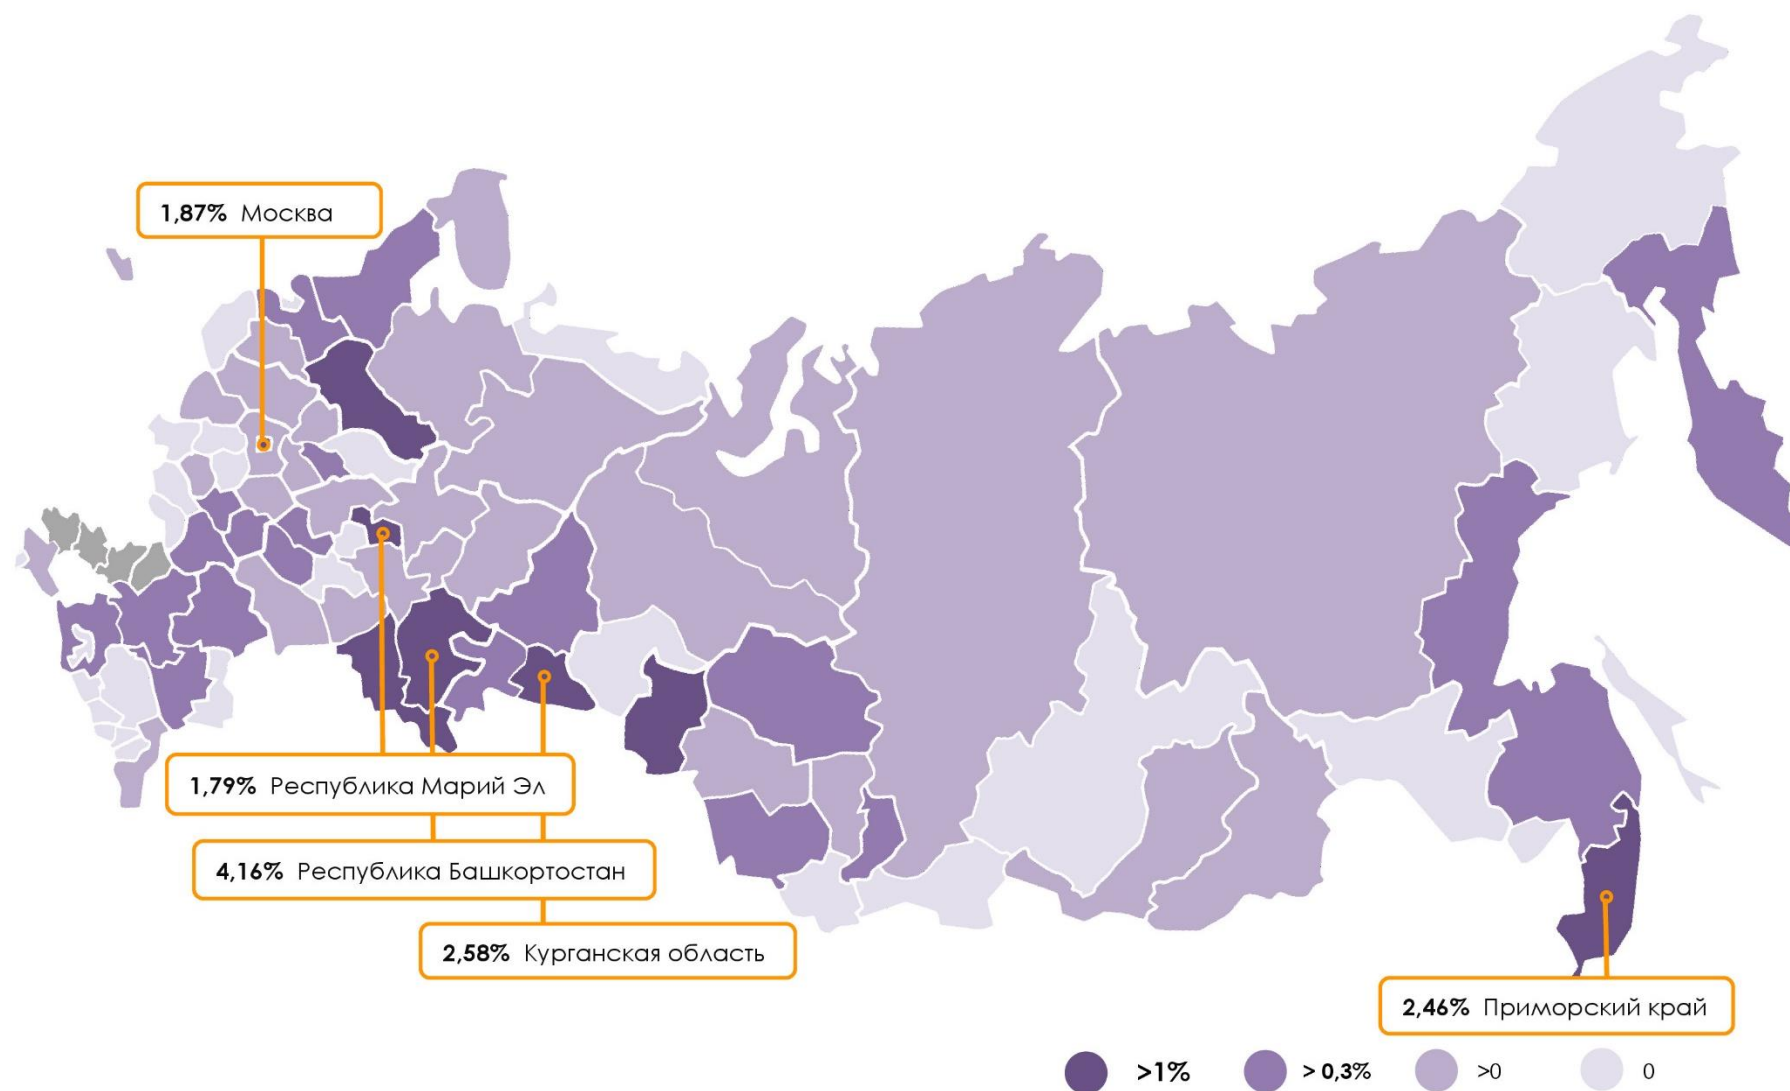 1,87% Москва
1,79% Республика Марий Эл
4,16% Республика Башкортостан
2,58% Курганская область
2,46% Приморский край
>1% > 0,3% >0 0